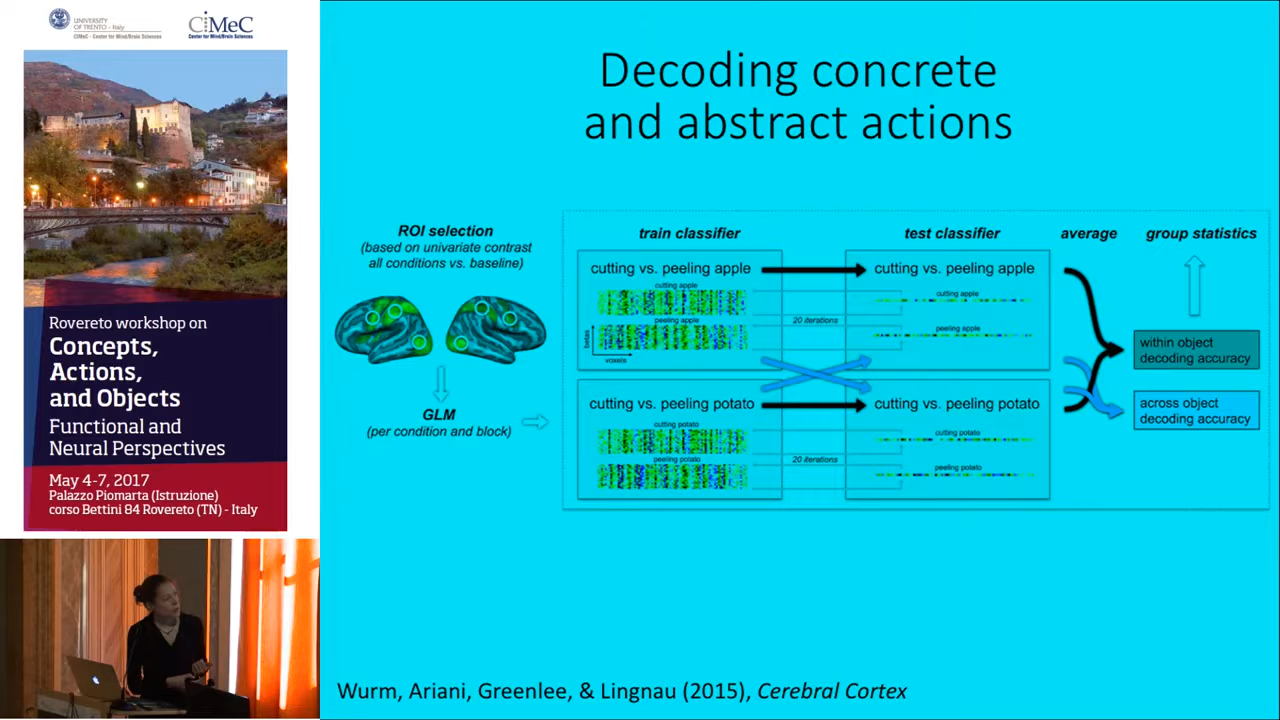 UNIVERSITY
OF TRENTO - Italy
CIMeC - Center for Mind/Brain Sciences
CiMeC
Center for Mind/Brain Sciences
Rovereto workshop on
Concepts,
Actions,
and Objects
Functional and
Neural Perspectives
May 4-7, 2017
Palazzo Piomarta (Istruzione)
corso Bettini 84 Rovereto (TN) - Italy
Decoding concrete
and abstract actions
ROI selection
(based on univariate contrast
all conditions vs. baseline)
GLM
(per condition and block)
train classifier
test classifier
average
group statistics
cutting vs. peeling apple
cutting apple
peeling apple
betas
voxels
20 iterations
cutting vs. peeling apple
cutting apple
peeling apple
cutting vs. peeling potato
cutting potato
peeling potato
20 iterations
cutting vs. peeling potato
cutting potato
peeling potato
within object
decoding accuracy
across object
decoding accuracy
Wurm, Ariani, Greenlee, & Lingnau (2015), Cerebral Cortex